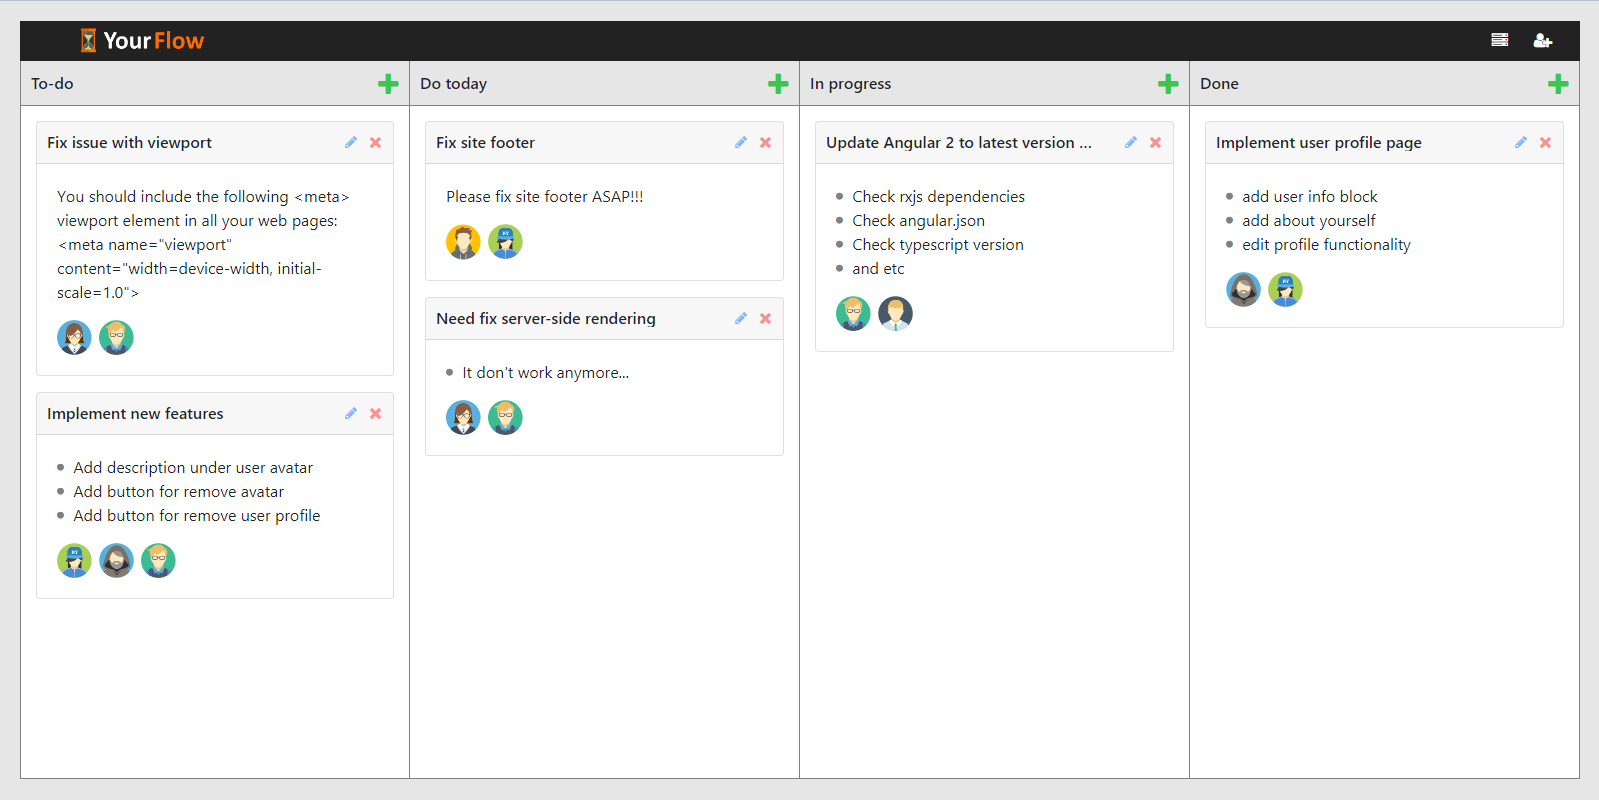 YourFlow
To-do
Fix issue with viewport
You should include the following <meta>
viewport element in all your web pages:
<meta name="viewport"
content="width=device-width, initial-
scale=1.0">
Implement new features
Add description under user avatar
Add button for remove avatar
Add button for remove user profile
Do today
Fix site footer
Please fix site footer ASAP!!!
Need fix server-side rendering
It don't work anymore...
In progress
Update Angular 2 to latest version ...
Check rxjs dependencies
Check angular.json
Check typescript version
and etc
Done
Implement user profile page
add user info block
add about yourself
edit profile functionality